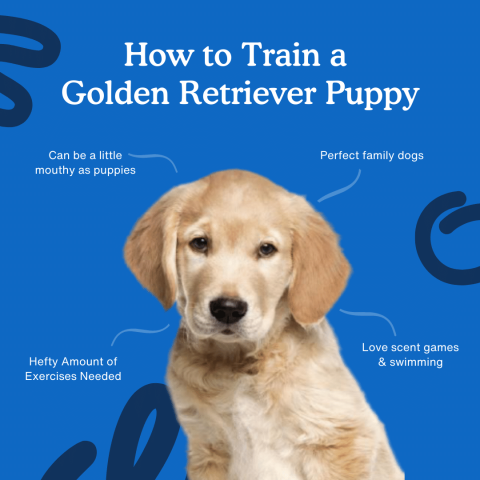 How to Train a
Golden Retriever Puppy
Can be a little
mouthy as puppies
Perfect family dogs
Hefty Amount of
Exercises Needed
Love scent games
& swimming